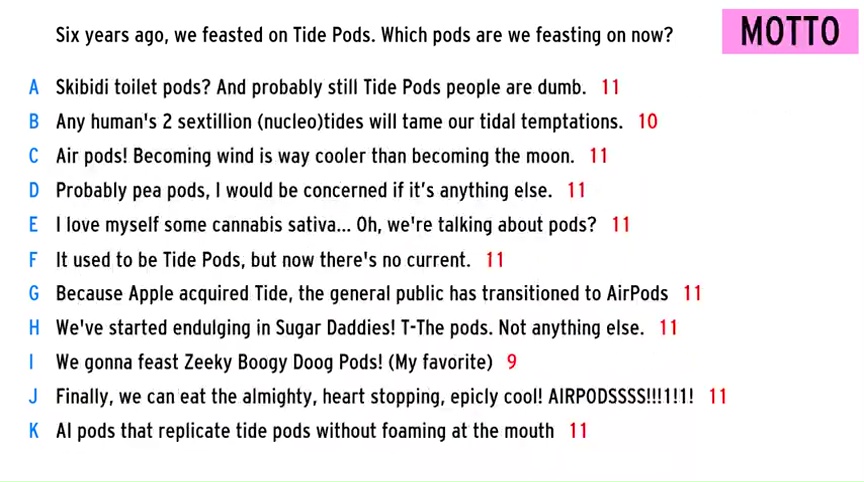 Six years ago, we feasted on Tide Pods. Which pods are we feasting on now?
MOTTO
A Skibidi toilet pods? And probably still Tide Pods people are dumb. 11
B Any human's 2 sextillion (nucleo)tides will tame our tidal temptations. 10
C Air pods! Becoming wind is way cooler than becoming the moon. 11
D Probably pea pods, I would be concerned if it's anything else. 11
E I love myself some cannabis sativa... Oh, we're talking about pods? 11
F It used to be Tide Pods, but now there's no current. 11
G Because Apple acquired Tide, the general public has transitioned to AirPods 11
H We've started endulging in Sugar Daddies! T-The pods. Not anything else. 11
I We gonna feast Zeeky Boogy Doog Pods! (My favorite) 9
J Finally, we can eat the almighty, heart stopping, epicly cool! AIRPODSSSS!!!1!1! 11
K AI pods that replicate tide pods without foaming at the mouth 11